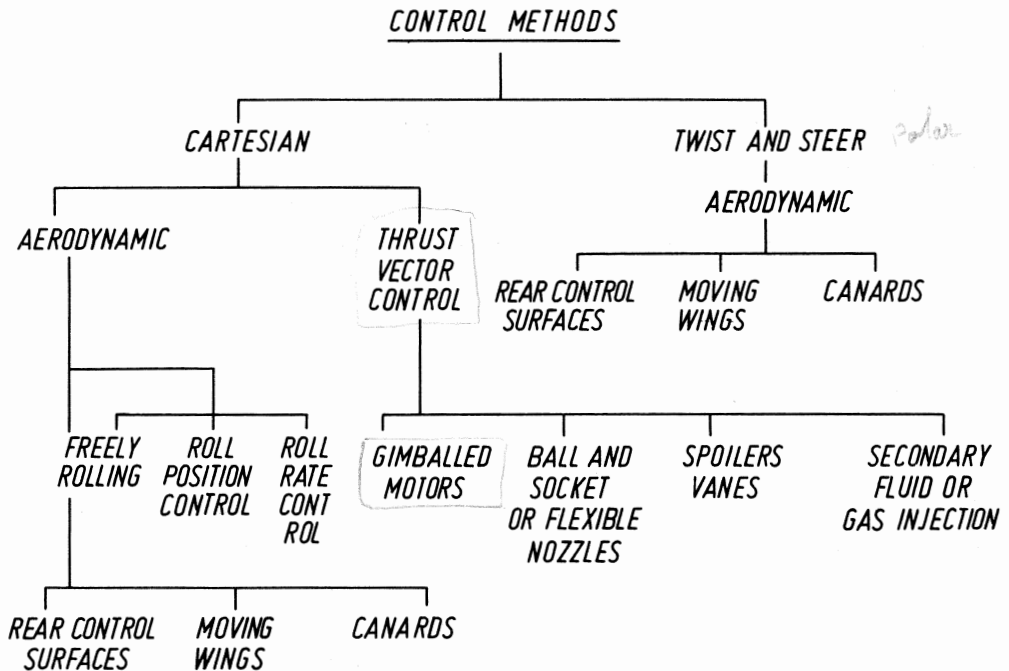 CONTROL METHODS
CARTESIAN
TWIST AND STEER
Polar
AERODYNAMIC
AERODYNAMIC
THRUST
VECTOR
CONTROL
REAR CONTROL
SURFACES
MOVING
WINGS
CANARDS
FREELY
ROLLING
ROLL
POSITION
CONTROL
ROLL
RATE
CONT
ROL
GIMBALLED
MOTORS
BALL AND
SOCKET
OR FLEXIBLE
NOZZLES
SPOILERS
VANES
SECONDARY
FLUID OR
GAS INJECTION
REAR CONTROL
SURFACES
MOVING
WINGS
CANARDS